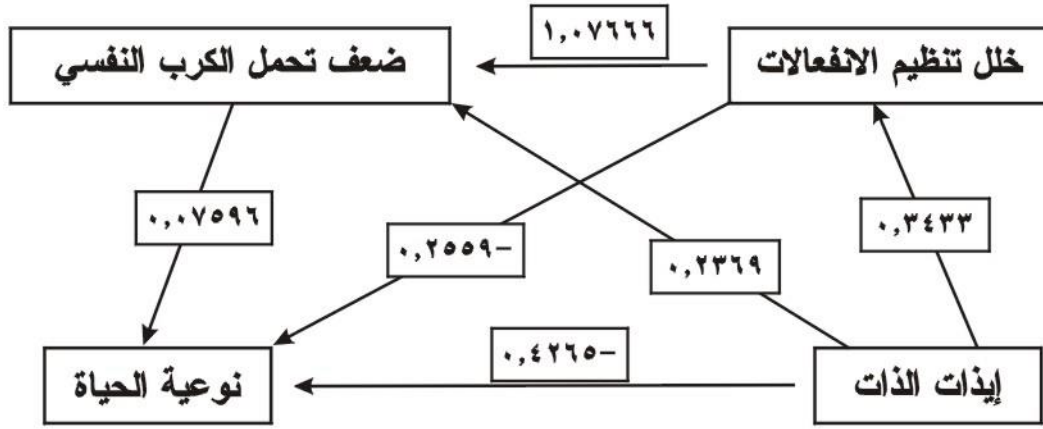 ١,٠٧٦٦٦
خلل تنظيم الانفعالات
ضعف تحمل الكرب النفسي
٠,٣٤٣٣
٠,٢٣٦٩
٠,٢٥٥٩-
٠,٠٧٥٩٦
٠,٤٢٦٥-
إيذات الذات
نوعية الحياة